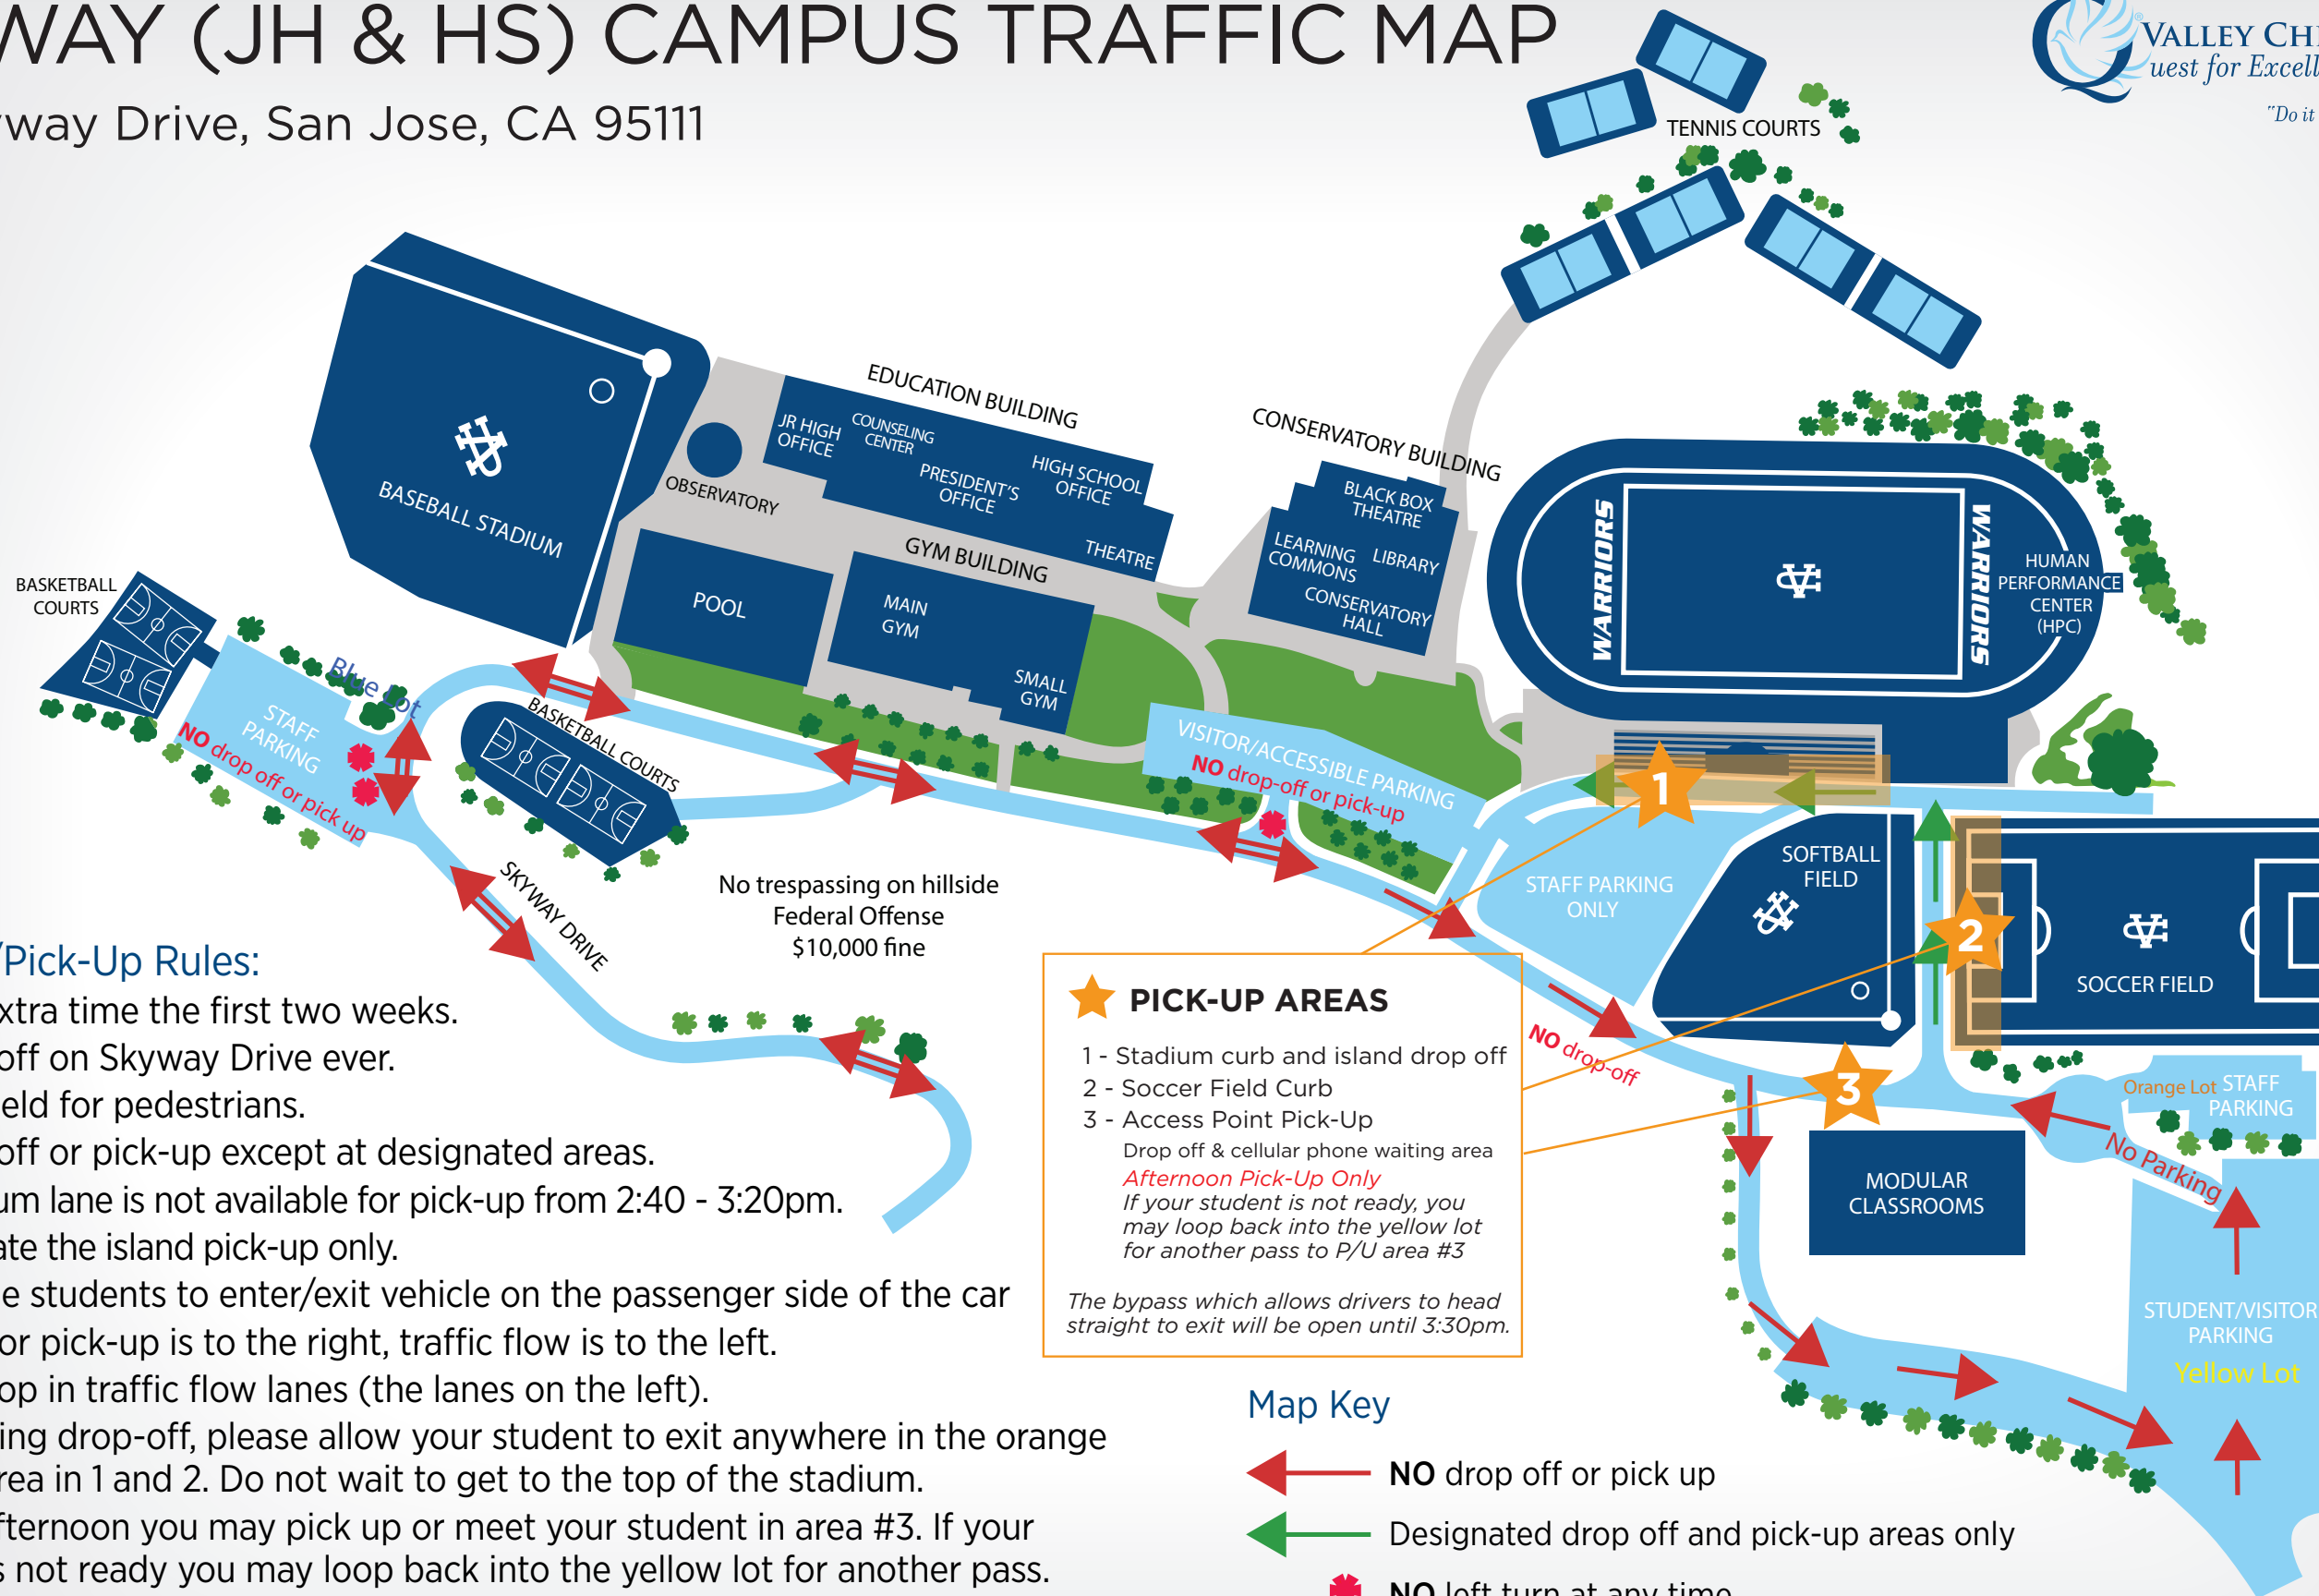 WAY (JH & HS) CAMPUS TRAFFIC MAP
way Drive, San Jose, CA 95111
VALLEY CH
uest for Excell
"Do it
TENNIS COURTS
EDUCATION BUILDING
JR HIGH
OFFICE
COUNSELING
CENTER
PRESIDENT'S
OFFICE
HIGH SCHOOL
OFFICE
THEATRE
OBSERVATORY
BASEBALL STADIUM
CONSERVATORY BUILDING
BLACK BOX
THEATRE
LEARNING
COMMONS
LIBRARY
CONSERVATORY
HALL
GYM BUILDING
POOL
MAIN
GYM
SMALL
GYM
WARRIORS
WARRIORS
HUMAN
PERFORMANCE
CENTER
(HPC)
BASKETBALL
COURTS
Blue Lot
STAFF
PARKING
NO drop off or pick up
BASKETBALL COURTS
VISITOR/ACCESSIBLE PARKING
NO drop-off or pick-up
1
STAFF PARKING
ONLY
SOFTBALL
FIELD
2
SOCCER FIELD
SKYWAY DRIVE
No trespassing on hillside
Federal Offense
$10,000 fine
/Pick-Up Rules:
xtra time the first two weeks.
off on Skyway Drive ever.
eld for pedestrians.
off or pick-up except at designated areas.
um lane is not available for pick-up from 2:40 - 3:20pm.
ate the island pick-up only.
e students to enter/exit vehicle on the passenger side of the car
or pick-up is to the right, traffic flow is to the left.
op in traffic flow lanes (the lanes on the left).
ing drop-off, please allow your student to exit anywhere in the orange
rea in 1 and 2. Do not wait to get to the top of the stadium.
fternoon you may pick up or meet your student in area #3. If your
s not ready you may loop back into the yellow lot for another pass.
PICK-UP AREAS
1 - Stadium curb and island drop off
2 - Soccer Field Curb
3 - Access Point Pick-Up
Drop off & cellular phone waiting area
Afternoon Pick-Up Only
If your student is not ready, you
may loop back into the yellow lot
for another pass to P/U area #3
The bypass which allows drivers to head
straight to exit will be open until 3:30pm.
NO drop-off
3
Orange Lot
STAFF
PARKING
No Parking
MODULAR
CLASSROOMS
STUDENT/VISITOR
PARKING
Yellow Lot
Map Key
NO drop off or pick up
Designated drop off and pick-up areas only
NO left turn at any time